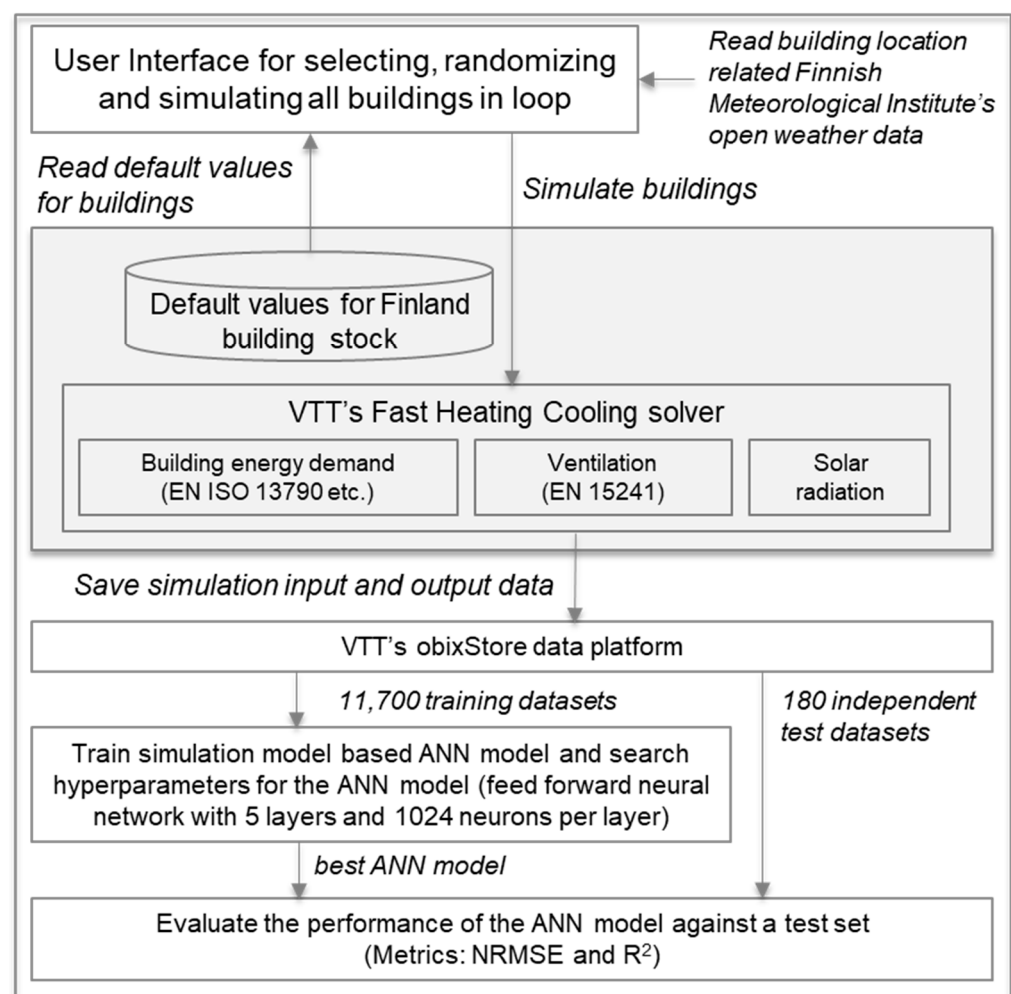 User Interface for selecting, randomizing
and simulating all buildings in loop
Read building location
related Finnish
Meteorological Institute's
open weather data
Read default values
for buildings
Simulate buildings
Default values for Finland
building stock
VTT's Fast Heating Cooling solver
Building energy demand
(EN ISO 13790 etc.)
Ventilation
(EN 15241)
Solar
radiation
Save simulation input and output data
VTT's obixStore data platform
11,700 training datasets
180 independent
test datasets
Train simulation model based ANN model and search
hyperparameters for the ANN model (feed forward neural
network with 5 layers and 1024 neurons per layer)
best ANN model
Evaluate the performance of the ANN model against a test set
(Metrics: NRMSE and R²)